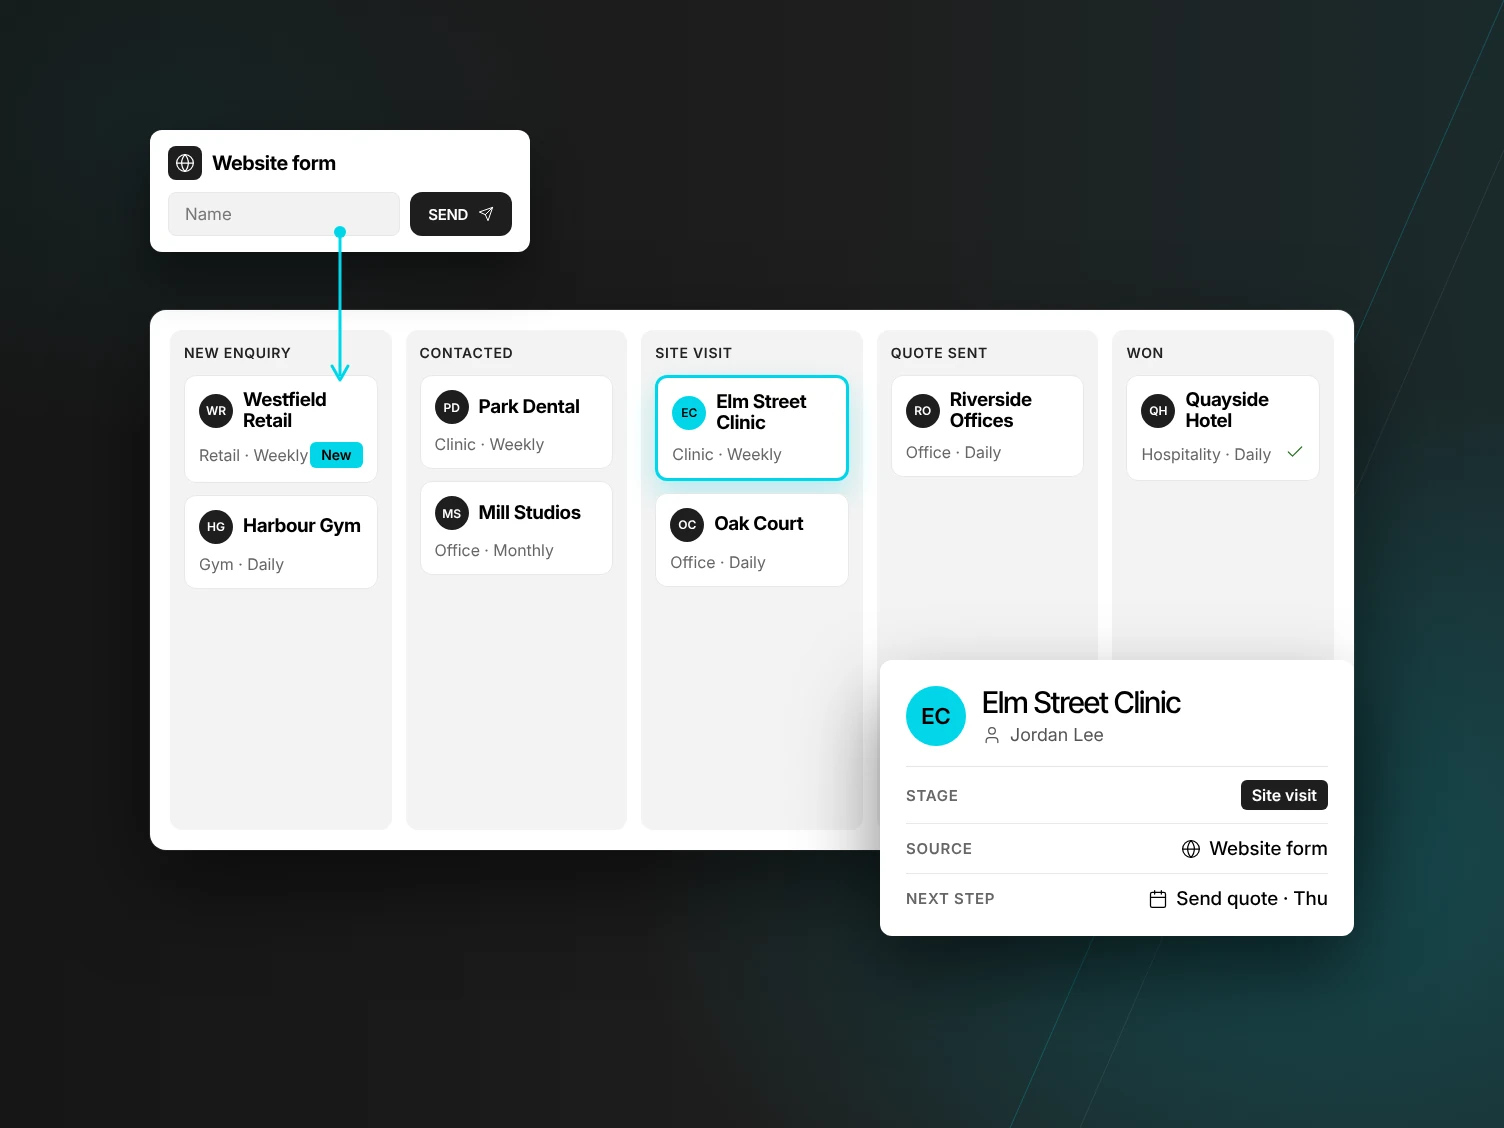 Website form
Name
SEND
NEW ENQUIRY
WR
Westfield
Retail
Retail · Weekly
New
HG
Harbour Gym
Gym · Daily
CONTACTED
PD
Park Dental
Clinic · Weekly
MS
Mill Studios
Office · Monthly
SITE VISIT
EC
Elm Street
Clinic
Clinic · Weekly
OC
Oak Court
Office · Daily
QUOTE SENT
RO
Riverside
Offices
Office · Daily
WON
QH
Quayside
Hotel
Hospitality · Daily
EC
Elm Street Clinic
Jordan Lee
STAGE
Site visit
SOURCE
Website form
NEXT STEP
Send quote · Thu